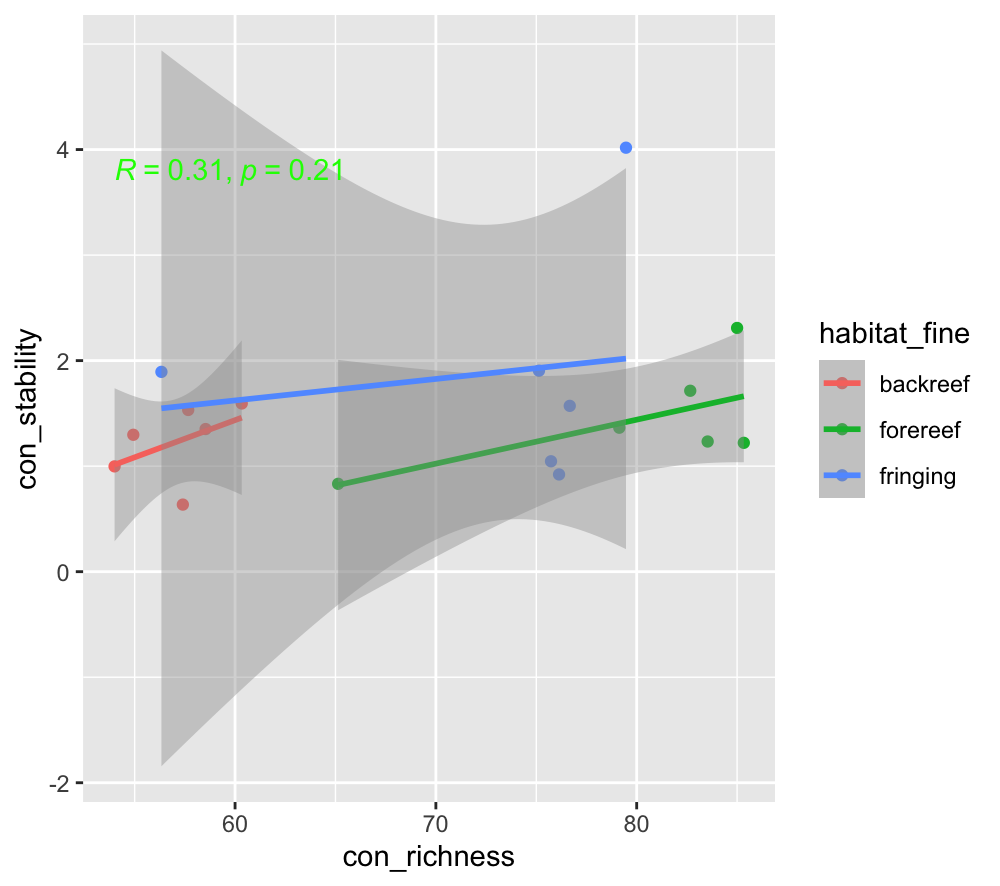 R = 0.31, p = 0.21
4
2
0
-2
60
70
80
con_richness
con_stability
habitat_fine
backreef
forereef
fringing